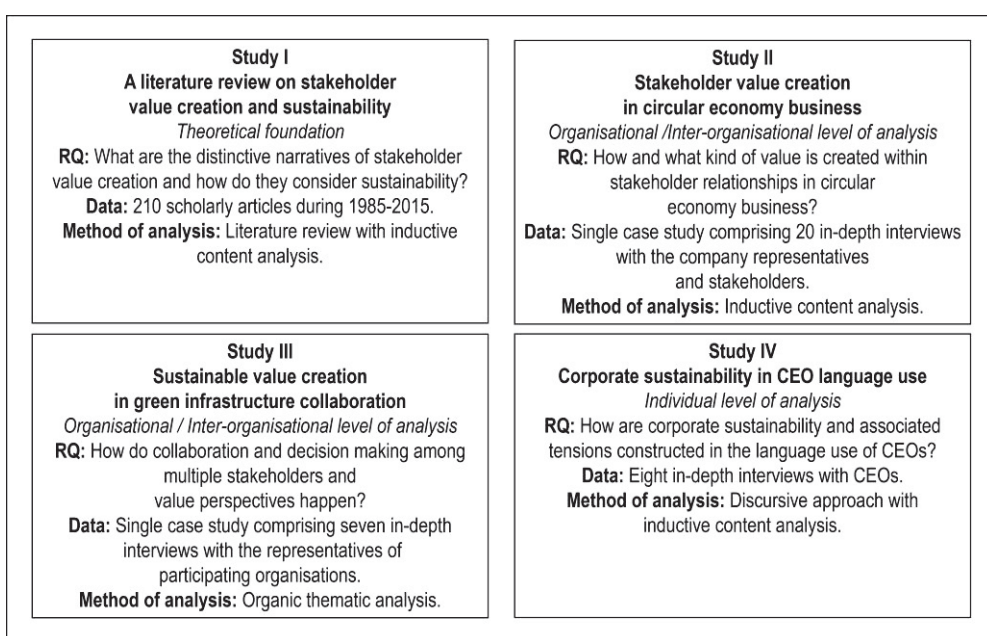 Study I
A literature review on stakeholder
value creation and sustainability
Theoretical foundation
RQ: What are the distinctive narratives of stakeholder
value creation and how do they consider sustainability?
Data: 210 scholarly articles during 1985-2015.
Method of analysis: Literature review with inductive
content analysis.
Study II
Stakeholder value creation
in circular economy business
Organisational /Inter-organisational level of analysis
RQ: How and what kind of value is created within
stakeholder relationships in circular
economy business?
Data: Single case study comprising 20 in-depth interviews
with the company representatives
and stakeholders.
Method of analysis: Inductive content analysis.
Study III
Sustainable value creation
in green infrastructure collaboration
Organisational / Inter-organisational level of analysis
RQ: How do collaboration and decision making among
multiple stakeholders and
value perspectives happen?
Data: Single case study comprising seven in-depth
interviews with the representatives of
participating organisations.
Method of analysis: Organic thematic analysis.
Study IV
Corporate sustainability in CEO language use
Individual level of analysis
RQ: How are corporate sustainability and associated
tensions constructed in the language use of CEOs?
Data: Eight in-depth interviews with CEOs.
Method of analysis: Discursive approach with
inductive content analysis.